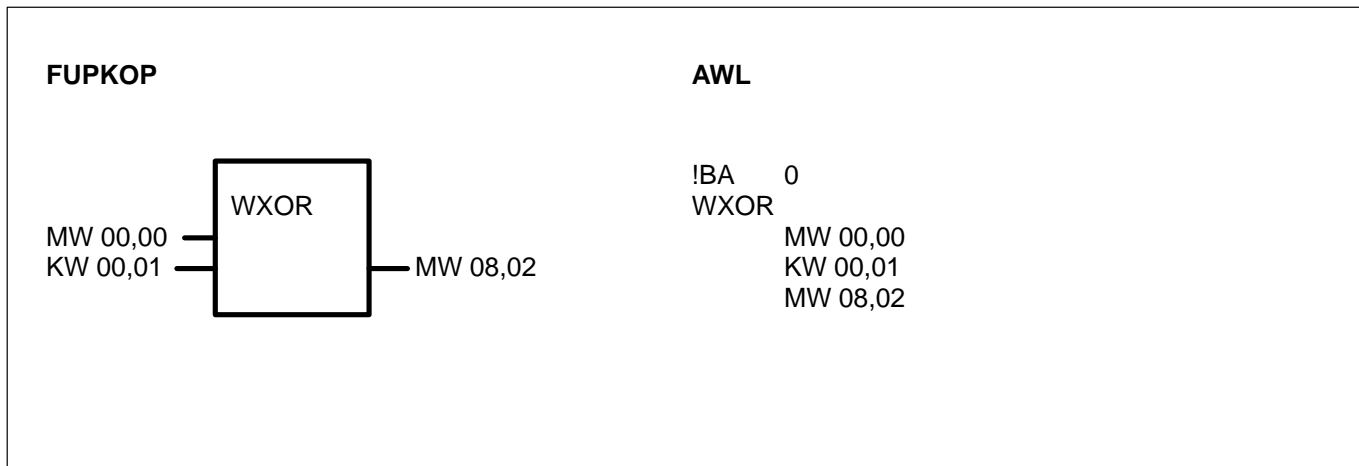 FUPKOP
WXOR
MW 00,00
KW 00,01
MW 08,02
AWL
!BA 0
WXOR
MW 00,00
KW 00,01
MW 08,02